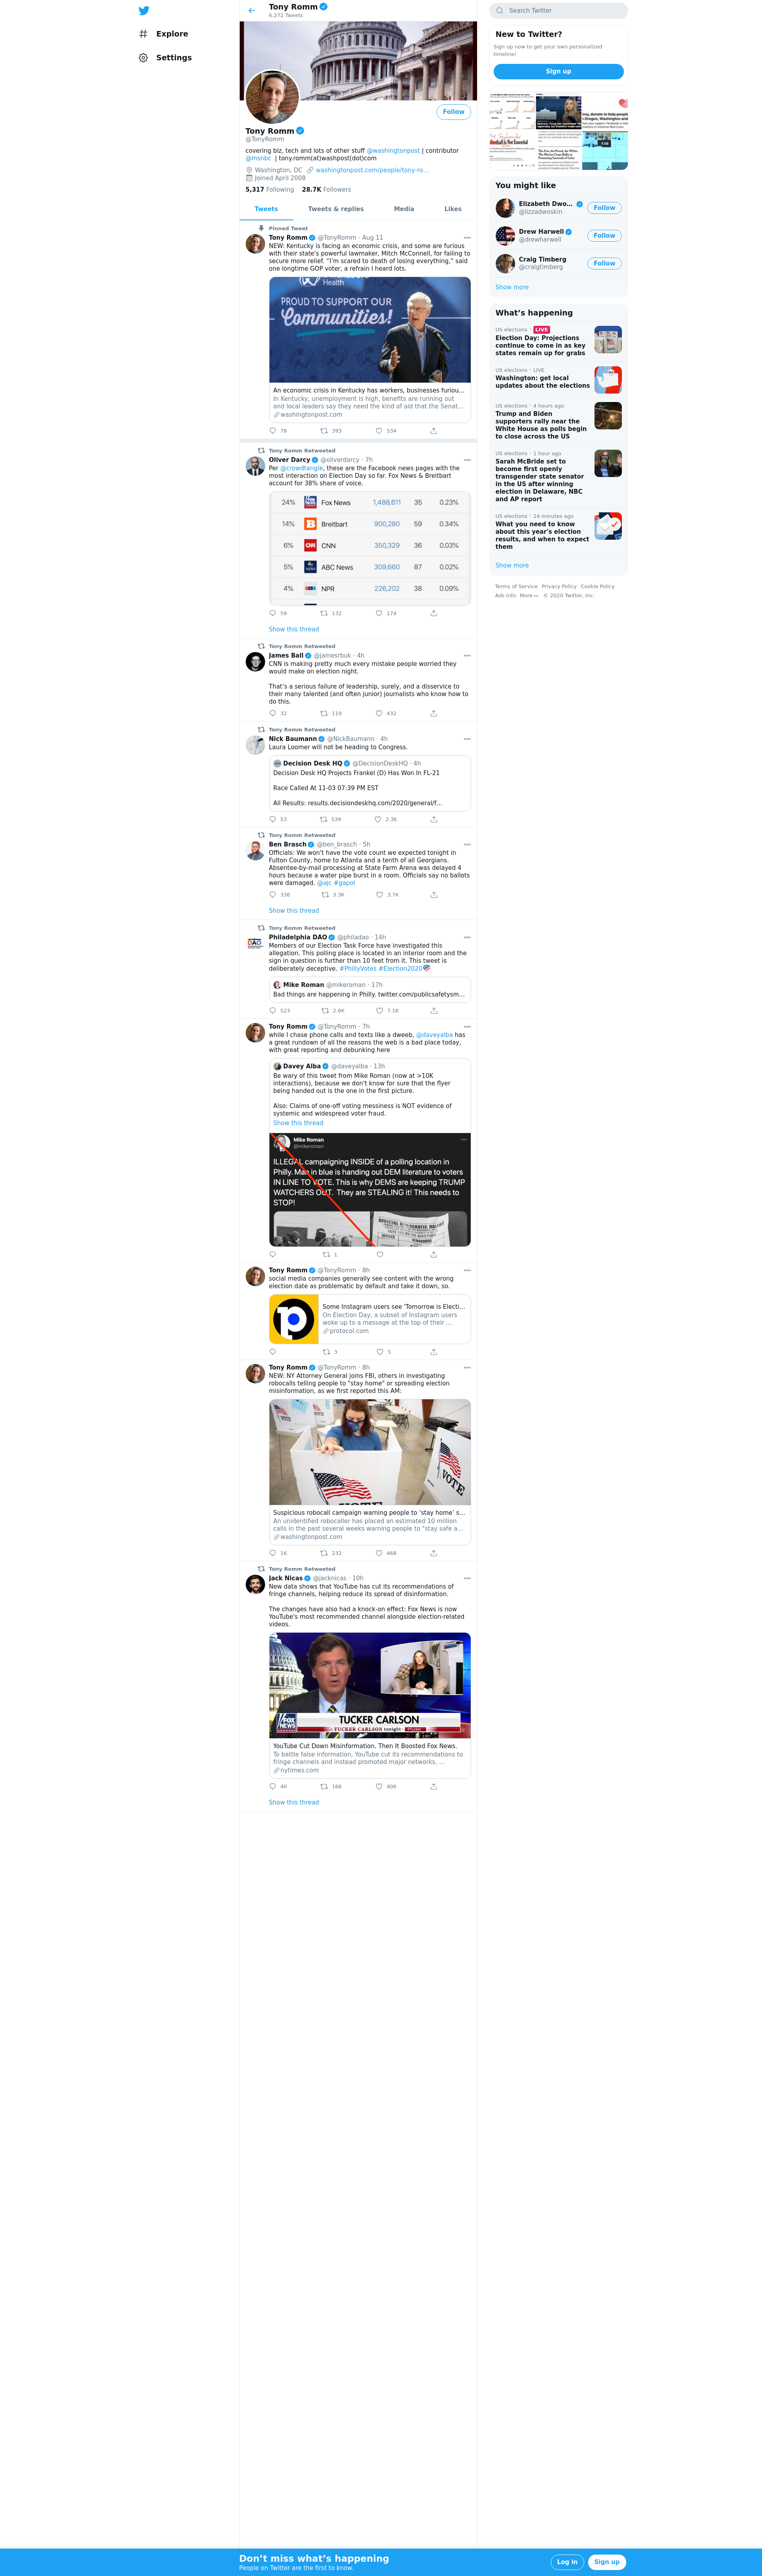 Explore
Settings
Tony Romm
6,272 Tweets
Follow
Tony Romm
@TonyRomm
covering biz, tech and lots of other stuff @washingtonpost | contributor
@msnbc | tony.romm(at)washpost(dot)com
Washington, DC washingtonpost.com/people/tony-ro…
Joined April 2008
5,317 Following 28.7K Followers
Tweets Tweets & replies Media Likes
Pinned Tweet
Tony Romm @TonyRomm · Aug 11
NEW: Kentucky is facing an economic crisis, and some are furious
with their state's powerful lawmaker, Mitch McConnell, for failing to
secure more relief. “I’m scared to death of losing everything,” said
one longtime GOP voter, a refrain I heard lots.
Health
PROUD TO SUPPORT OUR
Communities!
An economic crisis in Kentucky has workers, businesses furiou...
In Kentucky, unemployment is high, benefits are running out
and local leaders say they need the kind of aid that the Senat...
washingtonpost.com
78 393 534
Tony Romm Retweeted
Oliver Darcy @oliverdarcy · 7h
Per @crowdtangle, these are the Facebook news pages with the
most interaction on Election Day so far. Fox News & Breitbart
account for 38% share of voice.
24% Fox News 1,488,611 35 0.23%
14% Breitbart 900,280 59 0.34%
6% CNN 350,329 36 0.03%
5% ABC News 309,660 87 0.02%
4% NPR 226,202 38 0.09%
59 132 174
Show this thread
Tony Romm Retweeted
James Ball @jamesrbuk · 4h
CNN is making pretty much every mistake people worried they
would make on election night.
That’s a serious failure of leadership, surely, and a disservice to
their many talented (and often junior) journalists who know how to
do this.
32 119 432
Tony Romm Retweeted
Nick Baumann @NickBaumann · 4h
Laura Loomer will not be heading to Congress.
Decision Desk HQ @DecisionDeskHQ · 4h
Decision Desk HQ Projects Frankel (D) Has Won In FL-21
Race Called At 11-03 07:39 PM EST
All Results: results.decisiondeskhq.com/2020/general/f…
53 539 2.3K
Tony Romm Retweeted
Ben Brasch @ben_brasch · 5h
Officials: We won't have the vote count we expected tonight in
Fulton County, home to Atlanta and a tenth of all Georgians.
Absentee-by-mail processing at State Farm Arena was delayed 4
hours because a water pipe burst in a room. Officials say no ballots
were damaged. @ajc #gapol
336 3.3K 3.7K
Show this thread
Tony Romm Retweeted
Philadelphia DAO @philadao · 14h
Members of our Election Task Force have investigated this
allegation. This polling place is located in an interior room and the
sign in question is further than 10 feet from it. This tweet is
deliberately deceptive. #PhillyVotes #Election2020
Mike Roman @mikeroman · 17h
Bad things are happening in Philly. twitter.com/publicsafetysm…
523 2.6K 7.1K
Tony Romm @TonyRomm · 7h
while I chase phone calls and texts like a dweeb, @daveyalba has
a great rundown of all the reasons the web is a bad place today,
with great reporting and debunking here
Davey Alba @daveyalba · 13h
Be wary of this tweet from Mike Roman (now at >10K
interactions), because we don't know for sure that the flyer
being handed out is the one in the first picture.
Also: Claims of one-off voting messiness is NOT evidence of
systemic and widespread voter fraud.
Show this thread
Mike Roman
@mikeroman
ILLEGAL campaigning INSIDE of a polling location in
Philly. Man in blue is handing out DEM literature to voters
IN LINE TO VOTE. This is why DEMS are keeping TRUMP
WATCHERS OUT. They are STEALING it! This needs to
STOP!
OFFICIAL DEMOCRATIC BALLOT
1
Tony Romm @TonyRomm · 8h
social media companies generally see content with the wrong
election date as problematic by default and take it down, so.
Some Instagram users see 'Tomorrow is Electi...
On Election Day, a subset of Instagram users
woke up to a message at the top of their ...
protocol.com
3 5
Tony Romm @TonyRomm · 8h
NEW: NY Attorney General joins FBI, others in investigating
robocalls telling people to "stay home" or spreading election
misinformation, as we first reported this AM:
VOTE
VOTE
VOTE
Suspicious robocall campaign warning people to ‘stay home’ s...
An unidentified robocaller has placed an estimated 10 million
calls in the past several weeks warning people to “stay safe a...
washingtonpost.com
16 232 468
Tony Romm Retweeted
Jack Nicas @jacknicas · 10h
New data shows that YouTube has cut its recommendations of
fringe channels, helping reduce its spread of disinformation.
The changes have also had a knock-on effect: Fox News is now
YouTube's most recommended channel alongside election-related
videos.
FOX NEWS
TUCKER CARLSON
TUCKER CARLSON tonight
YouTube Cut Down Misinformation. Then It Boosted Fox News.
To battle false information, YouTube cut its recommendations to
fringe channels and instead promoted major networks, ...
nytimes.com
40 166 406
Show this thread
Search Twitter
New to Twitter?
Sign up now to get your own personalized
timeline!
Sign up
You might like
Elizabeth Dwo...
@lizzadwoskin
Follow
Drew Harwell
@drewharwell
Follow
Craig Timberg
@craigtimberg
Follow
Show more
What’s happening
US elections · LIVE
Election Day: Projections
continue to come in as key
states remain up for grabs
US elections · LIVE
Washington: get local
updates about the elections
US elections · 4 hours ago
Trump and Biden
supporters rally near the
White House as polls begin
to close across the US
US elections · 1 hour ago
Sarah McBride set to
become first openly
transgender state senator
in the US after winning
election in Delaware, NBC
and AP report
US elections · 24 minutes ago
What you need to know
about this year's election
results, and when to expect
them
Show more
Terms of Service Privacy Policy Cookie Policy
Ads info More © 2020 Twitter, Inc.
Don’t miss what’s happening
People on Twitter are the first to know.
Log in
Sign up